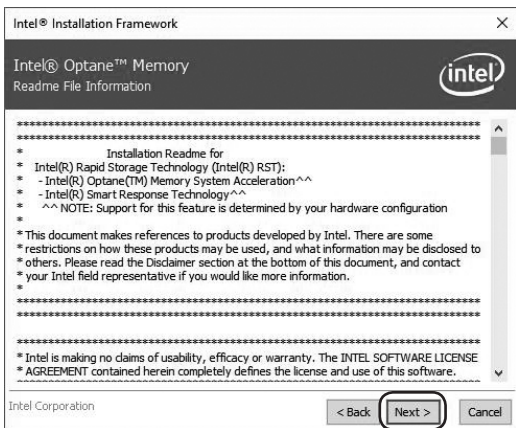 Intel® Installation Framework
Intel® Optane™ Memory
Readme File Information
intel
*******************************************************************************
*******************************************************************************
* Installation Readme for
* Intel(R) Rapid Storage Technology (Intel(R) RST):
* - Intel(R) Optane(TM) Memory System Acceleration^^
* - Intel(R) Smart Response Technology^^
* ^^ NOTE: Support for this feature is determined by your hardware configuration
*
* This document makes references to products developed by Intel. There are some
* restrictions on how these products may be used, and what information may be disclosed to
* others. Please read the Disclaimer section at the bottom of this document, and contact
* your Intel field representative if you would like more information.
*
*******************************************************************************
*******************************************************************************
*******************************************************************************
* Intel is making no claims of usability, efficacy or warranty. The INTEL SOFTWARE LICENSE
* AGREEMENT contained herein completely defines the license and use of this software.
*******************************************************************************
Intel Corporation
< Back Next > Cancel